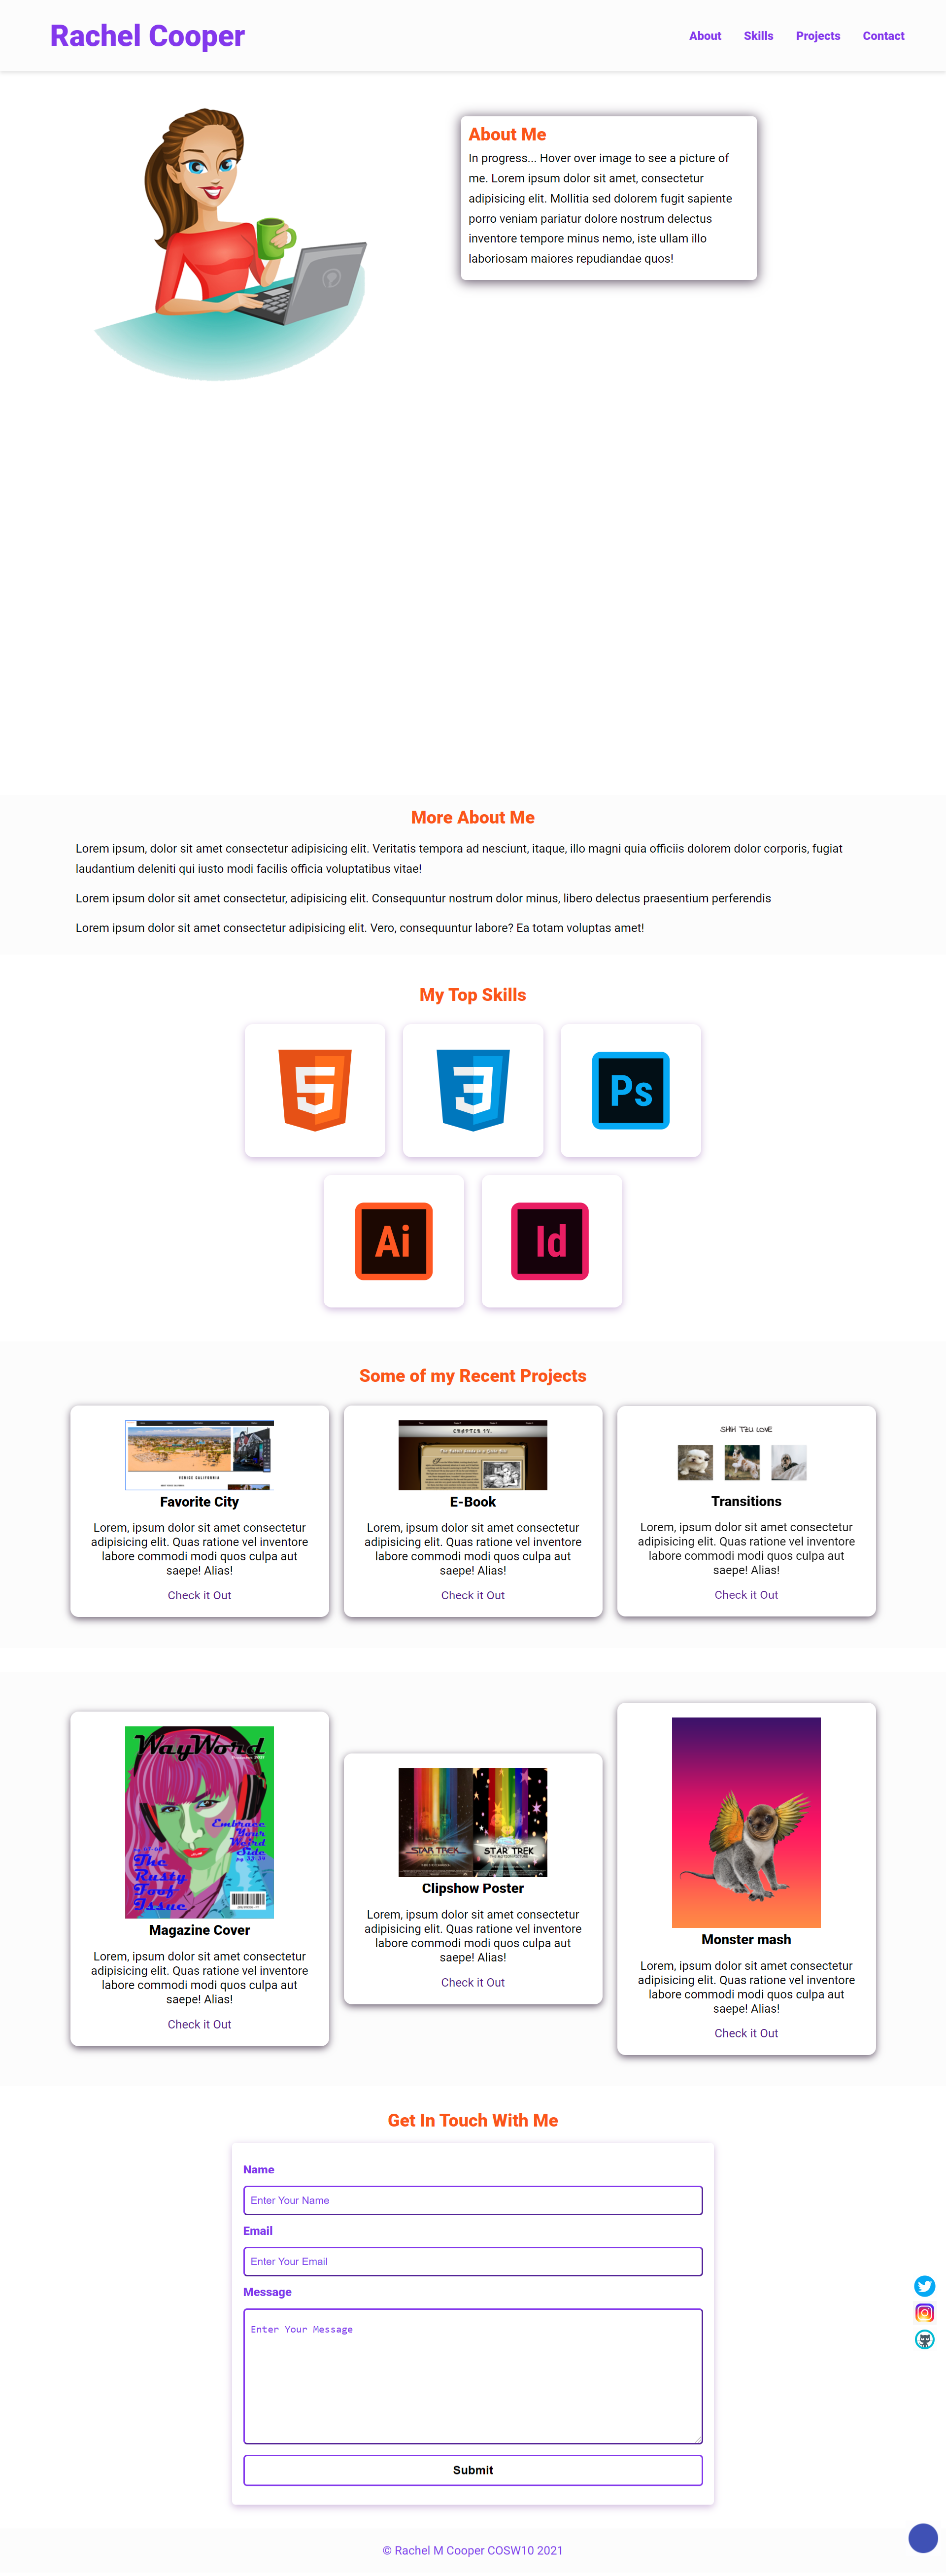 Rachel Cooper
About Skills Projects Contact
About Me
In progress... Hover over image to see a picture of
me. Lorem ipsum dolor sit amet, consectetur
adipisicing elit. Mollitia sed dolorem fugit sapiente
porro veniam pariatur dolore nostrum delectus
inventore tempore minus nemo, iste ullam illo
laboriosam maiores repudiandae quos!
More About Me
Lorem ipsum, dolor sit amet consectetur adipisicing elit. Veritatis tempora ad nesciunt, itaque, illo magni quia officiis dolorem dolor corporis, fugiat
laudantium deleniti qui iusto modi facilis officia voluptatibus vitae!
Lorem ipsum dolor sit amet consectetur, adipisicing elit. Consequuntur nostrum dolor minus, libero delectus praesentium perferendis
Lorem ipsum dolor sit amet consectetur adipisicing elit. Vero, consequuntur labore? Ea totam voluptas amet!
My Top Skills
5
3
Ps
Ai
Id
Some of my Recent Projects
VENICE CALIFORNIA
Favorite City
Lorem, ipsum dolor sit amet consectetur
adipisicing elit. Quas ratione vel inventore
labore commodi modi quos culpa aut
saepe! Alias!
Check it Out
CHAPTER IV.
E-Book
Lorem, ipsum dolor sit amet consectetur
adipisicing elit. Quas ratione vel inventore
labore commodi modi quos culpa aut
saepe! Alias!
Check it Out
SHIH TZU LOVE
Transitions
Lorem, ipsum dolor sit amet consectetur
adipisicing elit. Quas ratione vel inventore
labore commodi modi quos culpa aut
saepe! Alias!
Check it Out
WayWord
Embrace
Your
Weird
Side
pg 33-34
The
Rusty
Toof
Issue
Magazine Cover
Lorem, ipsum dolor sit amet consectetur
adipisicing elit. Quas ratione vel inventore
labore commodi modi quos culpa aut
saepe! Alias!
Check it Out
STAR TREK
STAR TREK
Clipshow Poster
Lorem, ipsum dolor sit amet consectetur
adipisicing elit. Quas ratione vel inventore
labore commodi modi quos culpa aut
saepe! Alias!
Check it Out
Monster mash
Lorem, ipsum dolor sit amet consectetur
adipisicing elit. Quas ratione vel inventore
labore commodi modi quos culpa aut
saepe! Alias!
Check it Out
Get In Touch With Me
Name
Enter Your Name
Email
Enter Your Email
Message
Enter Your Message
Submit
© Rachel M Cooper COSW10 2021